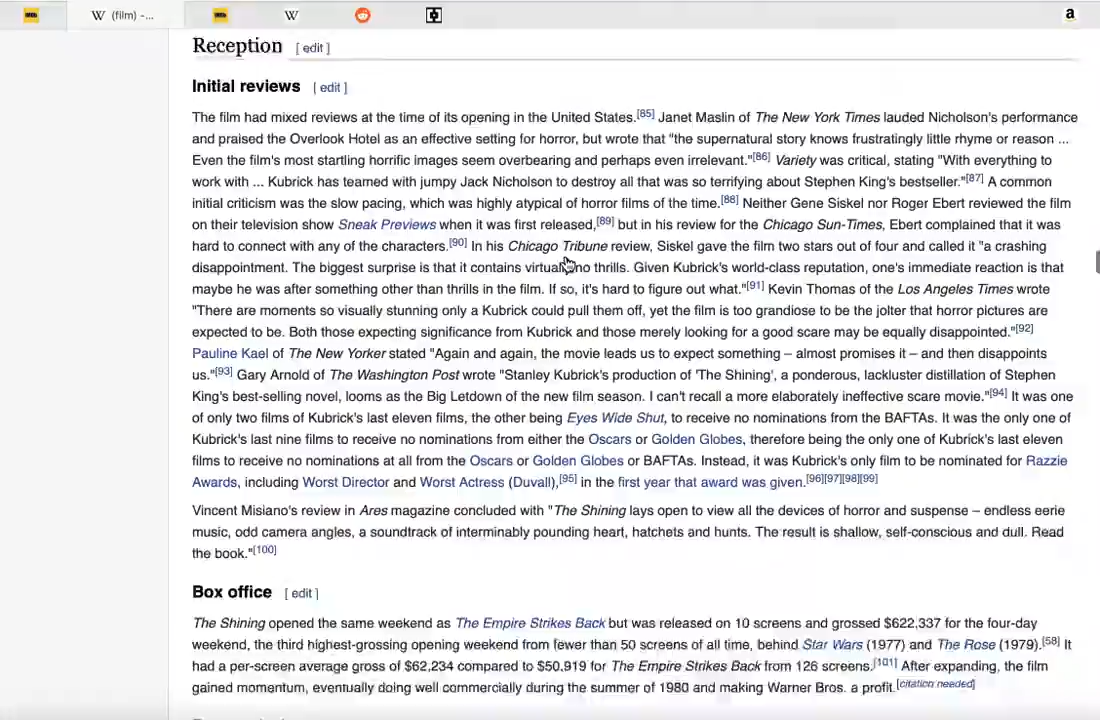 IMDb W (film) -... IMDb W a
Reception [ edit ]
Initial reviews [ edit ]
The film had mixed reviews at the time of its opening in the United States.[85] Janet Maslin of The New York Times lauded Nicholson's performance
and praised the Overlook Hotel as an effective setting for horror, but wrote that "the supernatural story knows frustratingly little rhyme or reason ...
Even the film's most startling horrific images seem overbearing and perhaps even irrelevant."[86] Variety was critical, stating "With everything to
work with ... Kubrick has teamed with jumpy Jack Nicholson to destroy all that was so terrifying about Stephen King's bestseller."[87] A common
initial criticism was the slow pacing, which was highly atypical of horror films of the time.[88] Neither Gene Siskel nor Roger Ebert reviewed the film
on their television show Sneak Previews when it was first released,[89] but in his review for the Chicago Sun-Times, Ebert complained that it was
hard to connect with any of the characters.[90] In his Chicago Tribune review, Siskel gave the film two stars out of four and called it "a crashing
disappointment. The biggest surprise is that it contains virtually no thrills. Given Kubrick's world-class reputation, one's immediate reaction is that
maybe he was after something other than thrills in the film. If so, it's hard to figure out what."[91] Kevin Thomas of the Los Angeles Times wrote
"There are moments so visually stunning only a Kubrick could pull them off, yet the film is too grandiose to be the jolter that horror pictures are
expected to be. Both those expecting significance from Kubrick and those merely looking for a good scare may be equally disappointed."[92]
Pauline Kael of The New Yorker stated "Again and again, the movie leads us to expect something – almost promises it – and then disappoints
us."[93] Gary Arnold of The Washington Post wrote "Stanley Kubrick's production of 'The Shining', a ponderous, lackluster distillation of Stephen
King's best-selling novel, looms as the Big Letdown of the new film season. I can't recall a more elaborately ineffective scare movie."[94] It was one
of only two films of Kubrick's last eleven films, the other being Eyes Wide Shut, to receive no nominations from the BAFTAs. It was the only one of
Kubrick's last nine films to receive no nominations from either the Oscars or Golden Globes, therefore being the only one of Kubrick's last eleven
films to receive no nominations at all from the Oscars or Golden Globes or BAFTAs. Instead, it was Kubrick's only film to be nominated for Razzie
Awards, including Worst Director and Worst Actress (Duvall),[95] in the first year that award was given.[96][97][98][99]
Vincent Misiano's review in Ares magazine concluded with "The Shining lays open to view all the devices of horror and suspense – endless eerie
music, odd camera angles, a soundtrack of interminably pounding heart, hatchets and hunts. The result is shallow, self-conscious and dull. Read
the book."[100]
Box office [ edit ]
The Shining opened the same weekend as The Empire Strikes Back but was released on 10 screens and grossed $622,337 for the four-day
weekend, the third highest-grossing opening weekend from fewer than 50 screens of all time, behind Star Wars (1977) and The Rose (1979).[58] It
had a per-screen average gross of $62,234 compared to $50,919 for The Empire Strikes Back from 126 screens.[101] After expanding, the film
gained momentum, eventually doing well commercially during the summer of 1980 and making Warner Bros. a profit.[citation needed]